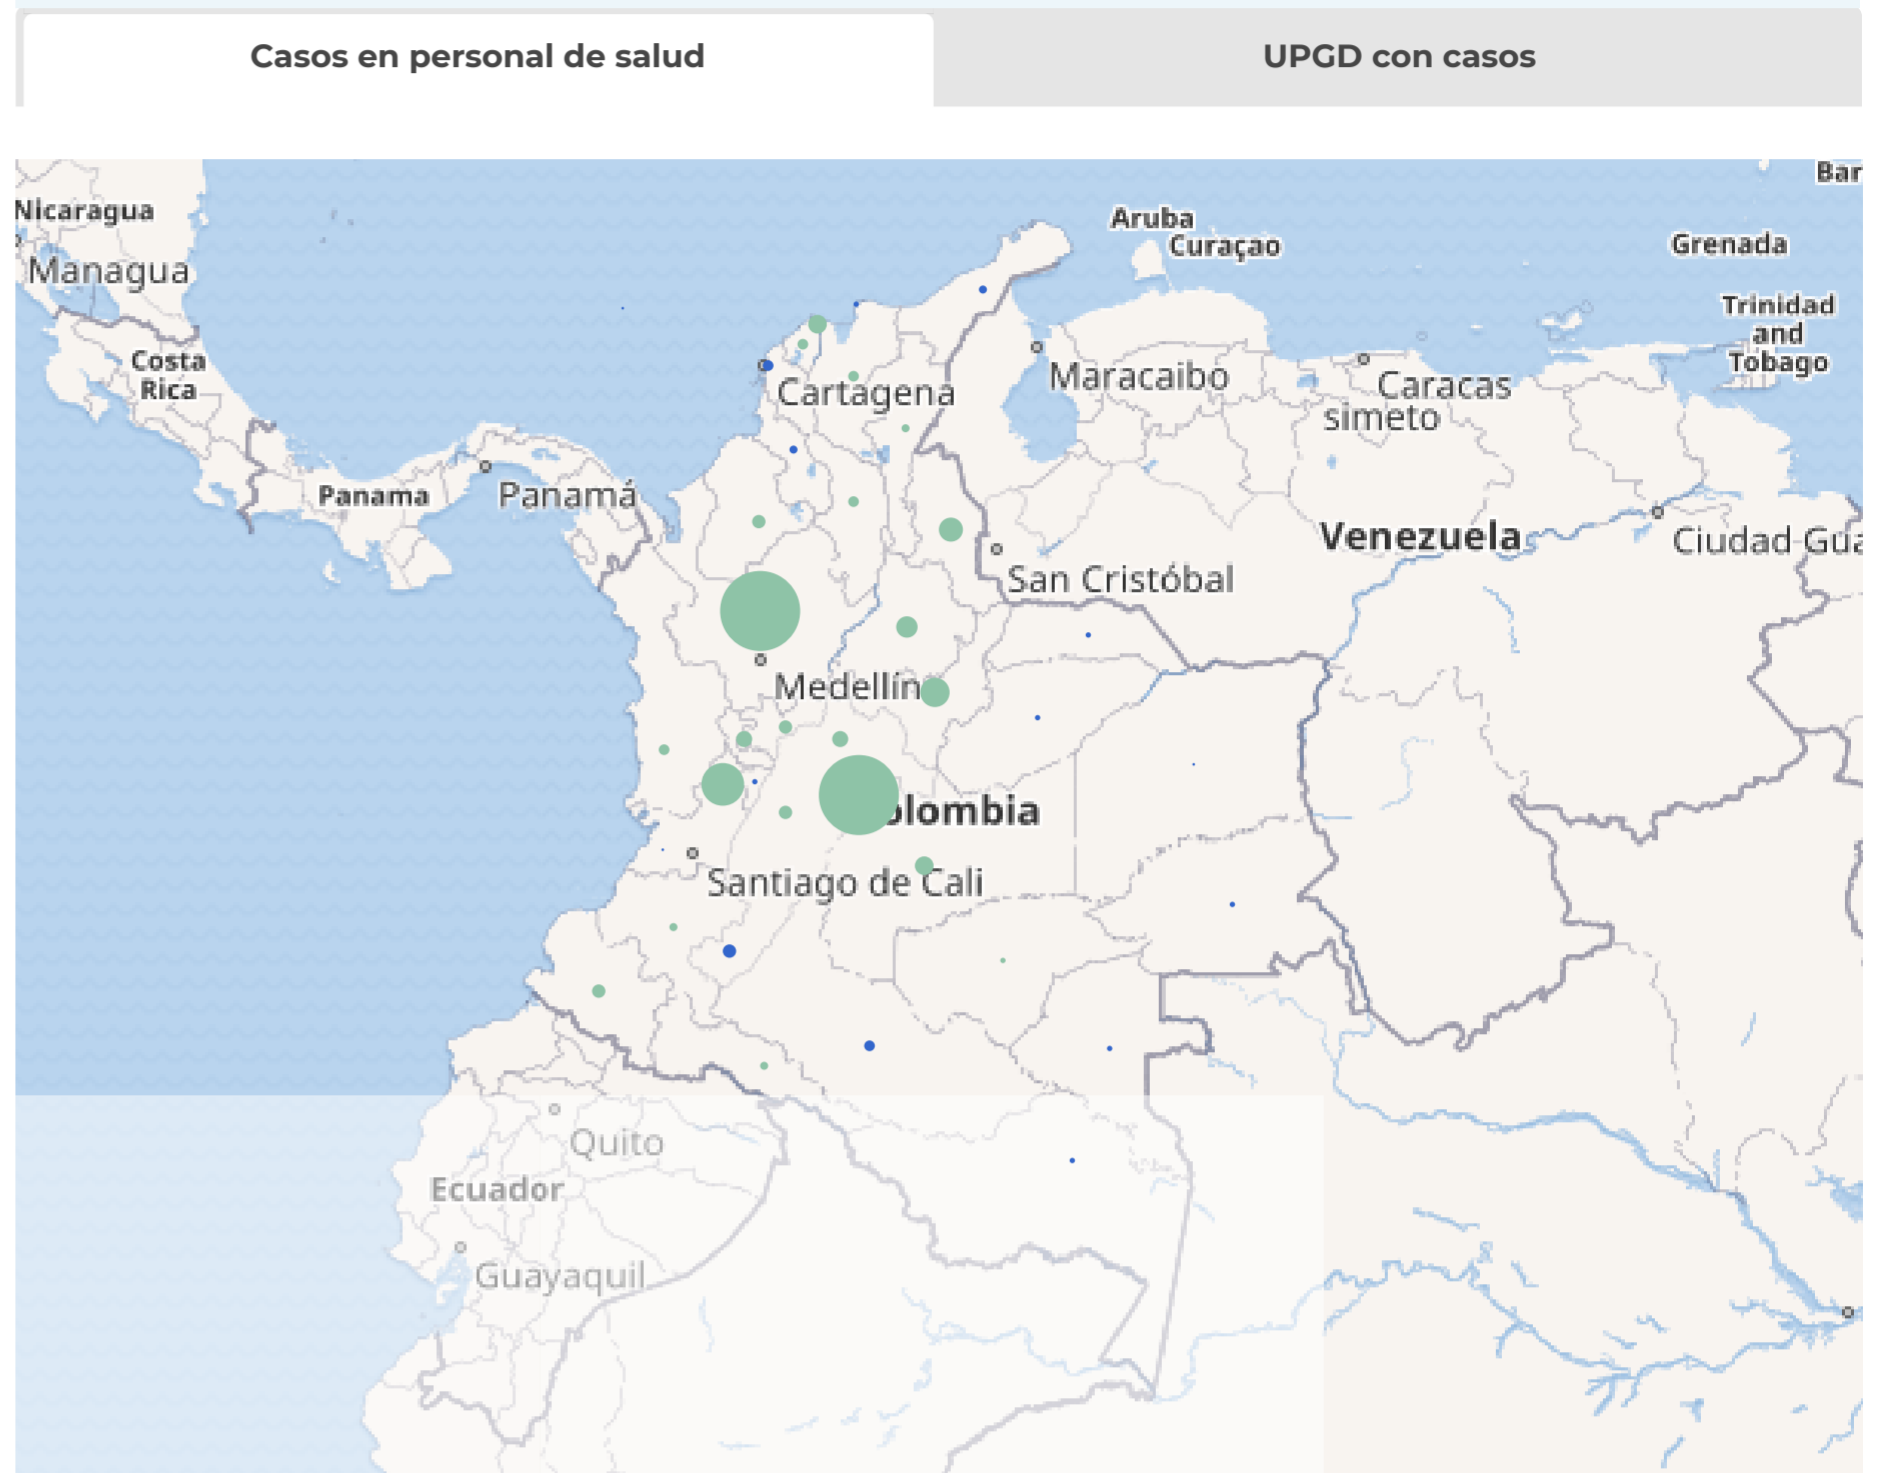 Casos en personal de salud
UPGD con casos
Bar
Nicaragua
Aruba
Curaçao
Grenada
Managua
Trinidad
and
Tobago
Costa
Rica
Cartagena
Maracaibo
Caracas
simeto
Panama
Panamá
Venezuela
Ciudad Gua
San Cristóbal
Medellín
olombia
Santiago de Cali
Quito
Ecuador
Guayaquil